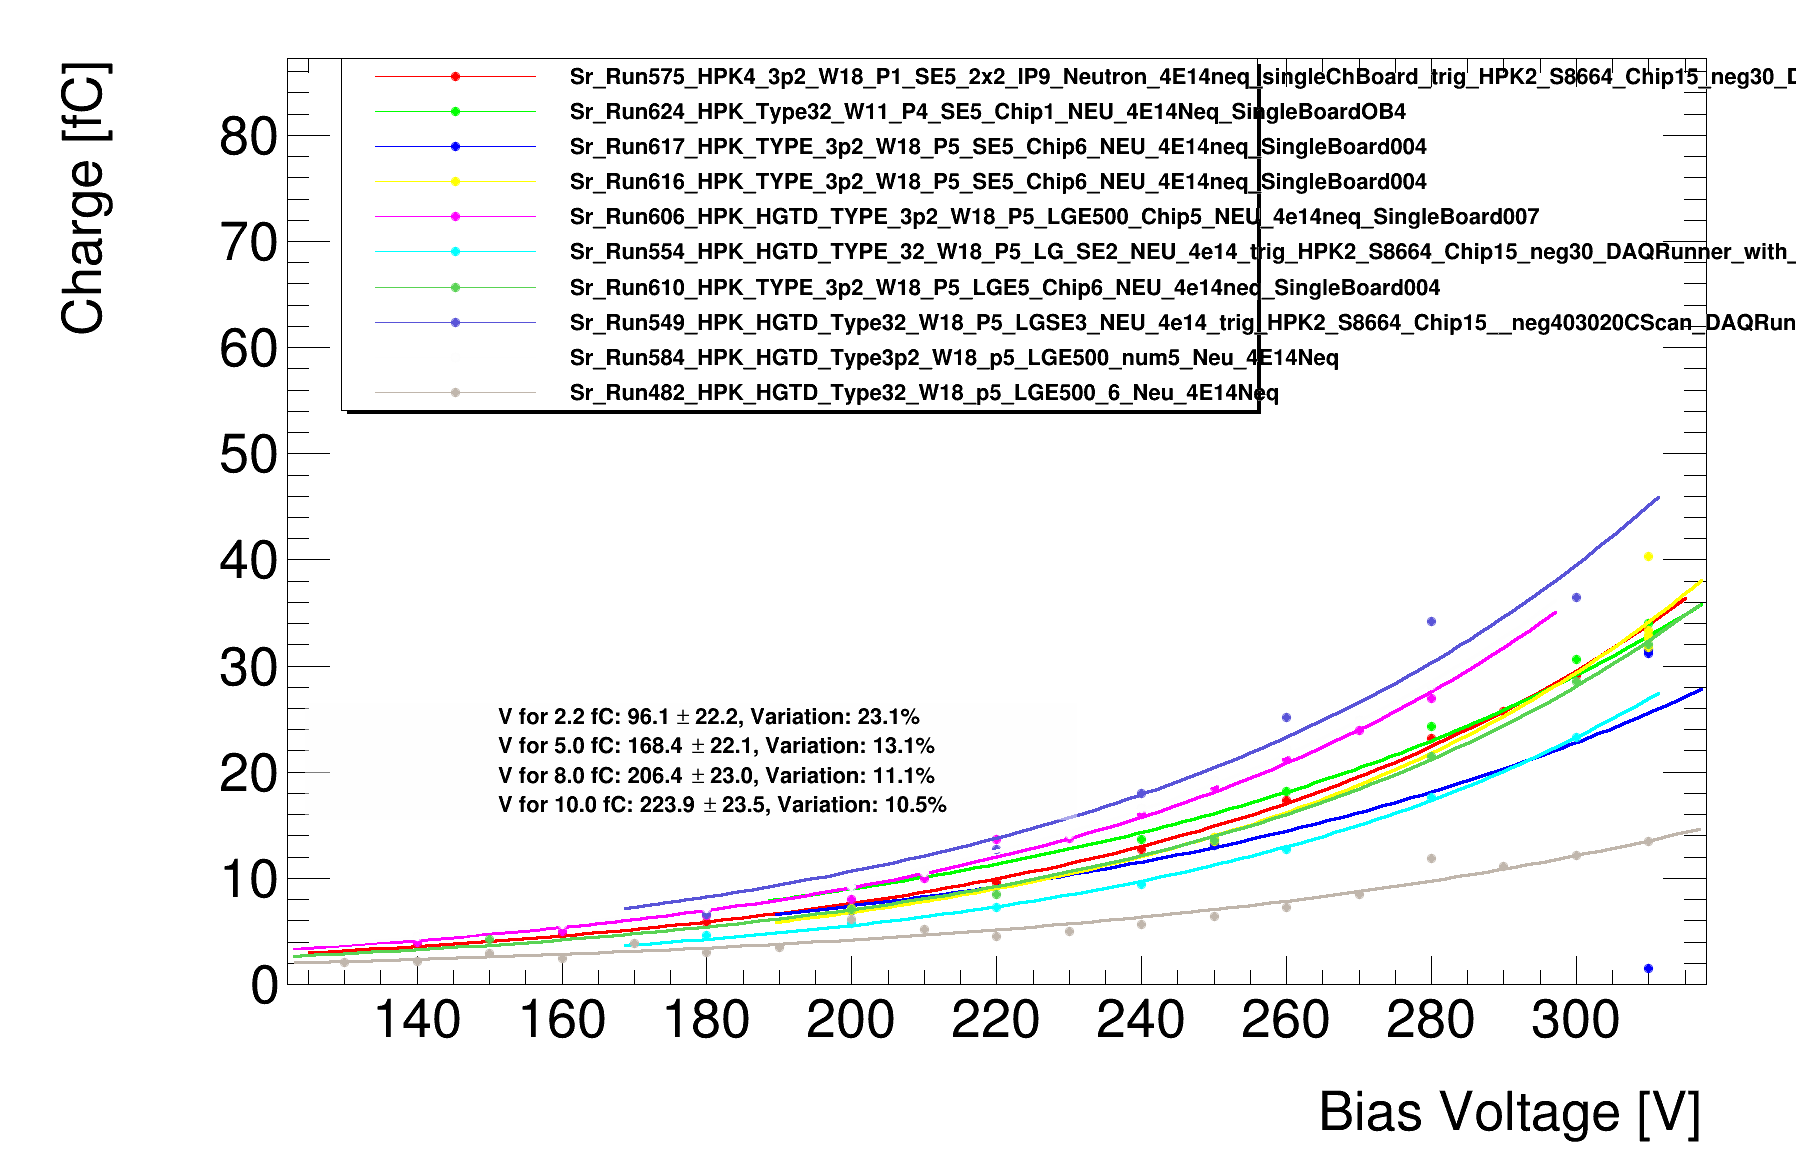 Charge [fC]
80
70
60
50
40
30
20
10
0
Sr_Run575_HPK4_3p2_W18_P1_SE5_2x2_IP9_Neutron_4E14neq_singleChBoard_trig_HPK2_S8664_Chip15_neg30_D
Sr_Run624_HPK_Type32_W11_P4_SE5_Chip1_NEU_4E14Neq_SingleBoardOB4
Sr_Run617_HPK_TYPE_3p2_W18_P5_SE5_Chip6_NEU_4E14neq_SingleBoard004
Sr_Run616_HPK_TYPE_3p2_W18_P5_SE5_Chip6_NEU_4E14neq_SingleBoard004
Sr_Run606_HPK_HGTD_TYPE_3p2_W18_P5_LGE500_Chip5_NEU_4e14neq_SingleBoard007
Sr_Run554_HPK_HGTD_TYPE_32_W18_P5_LG_SE2_NEU_4e14_trig_HPK2_S8664_Chip15_neg30_DAQRunner_with_
Sr_Run610_HPK_TYPE_3p2_W18_P5_LGE5_Chip6_NEU_4e14neq_SingleBoard004
Sr_Run549_HPK_HGTD_Type32_W18_P5_LGSE3_NEU_4e14_trig_HPK2_S8664_Chip15__neg403020CScan_DAQRun
Sr_Run584_HPK_HGTD_Type3p2_W18_p5_LGE500_num5_Neu_4E14Neq
Sr_Run482_HPK_HGTD_Type32_W18_p5_LGE500_6_Neu_4E14Neq
V for 2.2 fC: 96.1 ± 22.2, Variation: 23.1%
V for 5.0 fC: 168.4 ± 22.1, Variation: 13.1%
V for 8.0 fC: 206.4 ± 23.0, Variation: 11.1%
V for 10.0 fC: 223.9 ± 23.5, Variation: 10.5%
140 160 180 200 220 240 260 280 300
Bias Voltage [V]